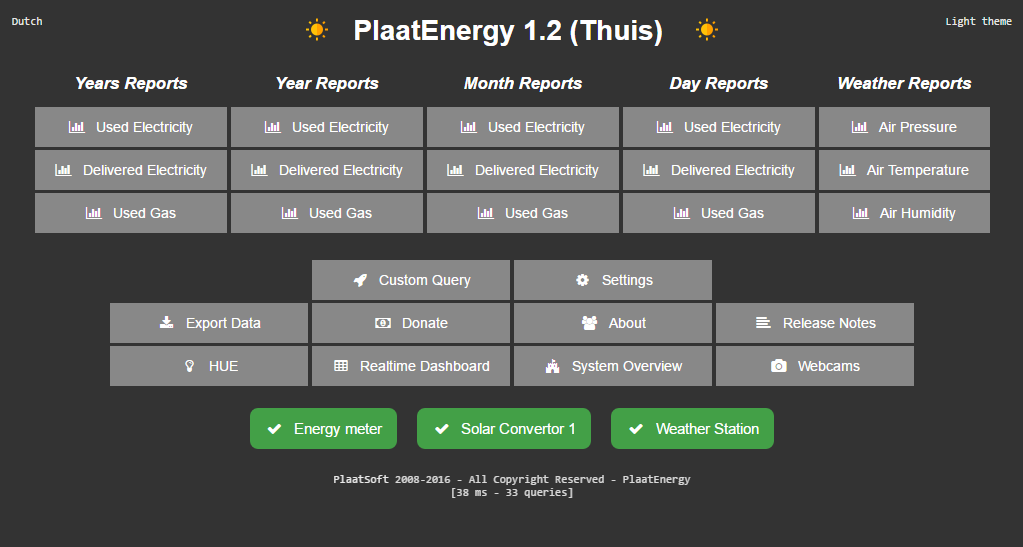 Dutch
PlaatEnergy 1.2 (Thuis)
Light theme
Years Reports Year Reports Month Reports Day Reports Weather Reports
Used Electricity Used Electricity Used Electricity Used Electricity Air Pressure
Delivered Electricity Delivered Electricity Delivered Electricity Delivered Electricity Air Temperature
Used Gas Used Gas Used Gas Used Gas Air Humidity
Custom Query Settings
Export Data Donate About Release Notes
HUE Realtime Dashboard System Overview Webcams
Energy meter Solar Convertor 1 Weather Station
PlaatSoft 2008-2016 - All Copyright Reserved - PlaatEnergy
[38 ms - 33 queries]